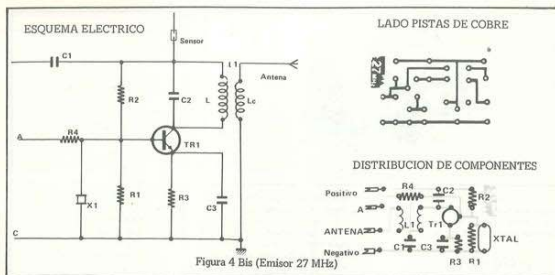 ESQUEMA ELECTRICO
Sensor
C1
L1
Antena
R2
C2
L
Lc
A
R4
TR1
X1
R1
R3
C3
C
Figura 4 Bis (Emisor 27 MHz)
LADO PISTAS DE COBRE
27MHz
DISTRIBUCION DE COMPONENTES
Positivo
R4
C2
R2
A
L1
Tr1
ANTENA
XTAL
C1
C3
Negativo
R3
R1